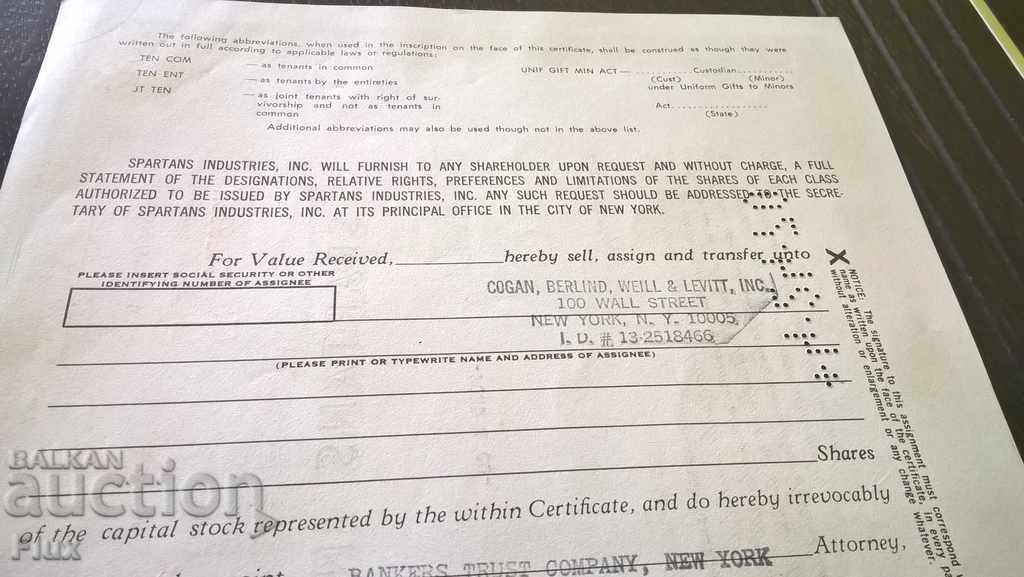 The following abbreviations, when used in the inscription on the face of this certificate, shall be construed as though they were
written out in full according to applicable laws or regulations:
TEN COM — as tenants in common
TEN ENT — as tenants by the entireties
JT TEN — as joint tenants with right of sur-
vivorship and not as tenants in
common
UNIF GIFT MIN ACT—............Custodian............
(Cust) (Minor)
under Uniform Gifts to Minors
Act....................
(State)
Additional abbreviations may also be used though not in the above list.
SPARTANS INDUSTRIES, INC. WILL FURNISH TO ANY SHAREHOLDER UPON REQUEST AND WITHOUT CHARGE, A FULL
STATEMENT OF THE DESIGNATIONS, RELATIVE RIGHTS, PREFERENCES AND LIMITATIONS OF THE SHARES OF EACH CLASS
AUTHORIZED TO BE ISSUED BY SPARTANS INDUSTRIES, INC. ANY SUCH REQUEST SHOULD BE ADDRESSED TO THE SECRE-
TARY OF SPARTANS INDUSTRIES, INC. AT ITS PRINCIPAL OFFICE IN THE CITY OF NEW YORK.
For Value Received,__________hereby sell, assign and transfer unto
PLEASE INSERT SOCIAL SECURITY OR OTHER
IDENTIFYING NUMBER OF ASSIGNEE
COGAN, BERLIND, WEILL & LEVITT, INC.
100 WALL STREET
NEW YORK, N. Y. 10005
I. D. # 13-2518466
(PLEASE PRINT OR TYPEWRITE NAME AND ADDRESS OF ASSIGNEE)
Shares
of the capital stock represented by the within Certificate, and do hereby irrevocably
BANKERS TRUST COMPANY, NEW YORK Attorney,
X
NOTICE: The signature to this assignment must correspond
name as written upon the face of the certificate in every pa
without alteration or enlargement or any change whatever.
BALKAN
auction
Flux